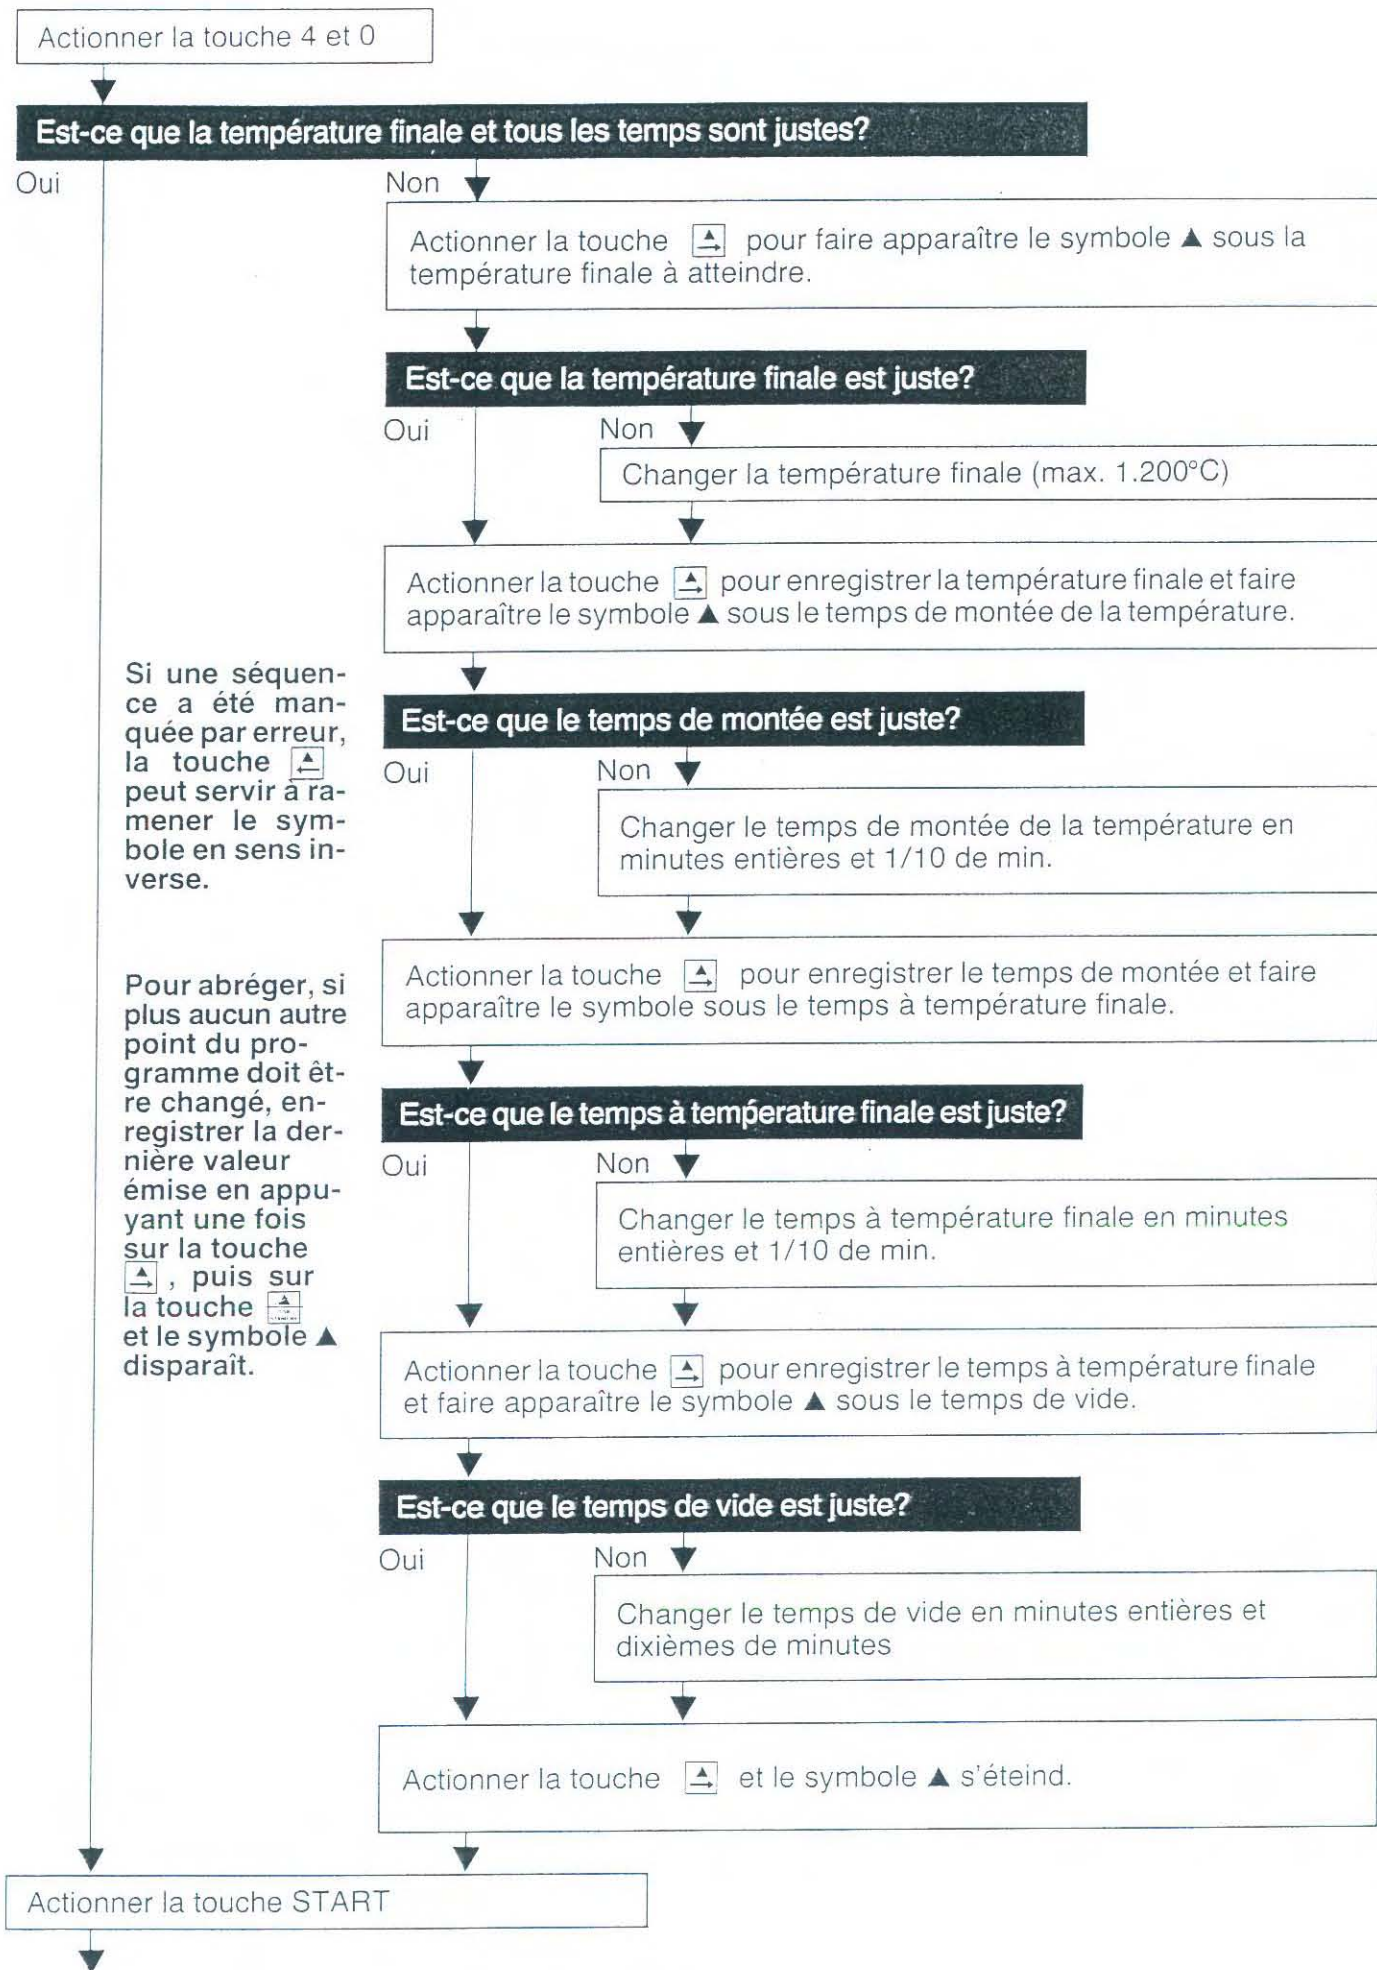 Actionner la touche 4 et 0
Est-ce que la température finale et tous les temps sont justes?
Oui
Non
Actionner la touche pour faire apparaître le symbole ▲ sous la
température finale à atteindre.
Est-ce que la température finale est juste?
Oui
Non
Changer la température finale (max. 1.200°C)
Actionner la touche pour enregistrer la température finale et faire
apparaître le symbole ▲ sous le temps de montée de la température.
Si une séquen-
ce a été man-
quée par erreur,
la touche
peut servir à ra-
mener le sym-
bole en sens in-
verse.
Est-ce que le temps de montée est juste?
Oui
Non
Changer le temps de montée de la température en
minutes entières et 1/10 de min.
Actionner la touche pour enregistrer le temps de montée et faire
apparaître le symbole sous le temps à température finale.
Pour abréger, si
plus aucun autre
point du pro-
gramme doit êt-
re changé, en-
registrer la der-
nière valeur
émise en appu-
yant une fois
sur la touche
, puis sur
la touche
et le symbole ▲
disparaît.
Est-ce que le temps à temṕerature finale est juste?
Oui
Non
Changer le temps à température finale en minutes
entières et 1/10 de min.
Actionner la touche pour enregistrer le temps à température finale
et faire apparaître le symbole ▲ sous le temps de vide.
Est-ce que le temps de vide est juste?
Oui
Non
Changer le temps de vide en minutes entières et
dixièmes de minutes
Actionner la touche et le symbole ▲ s'éteind.
Actionner la touche START